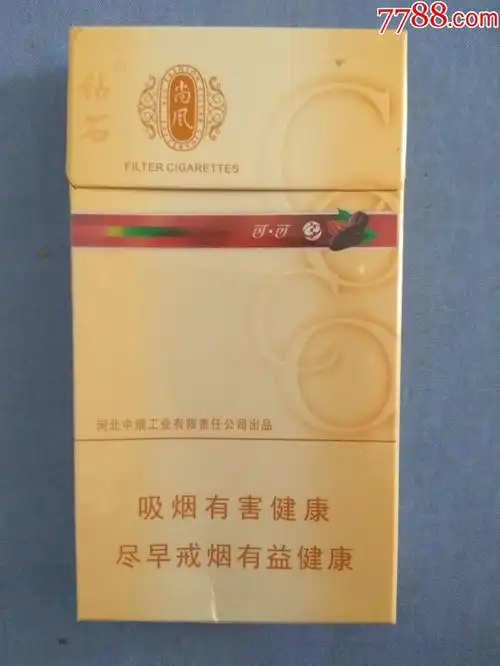 7788.com
钻石
尚风
FILTER CIGARETTES
可·可
河北中烟工业有限责任公司出品
吸烟有害健康
尽早戒烟有益健康